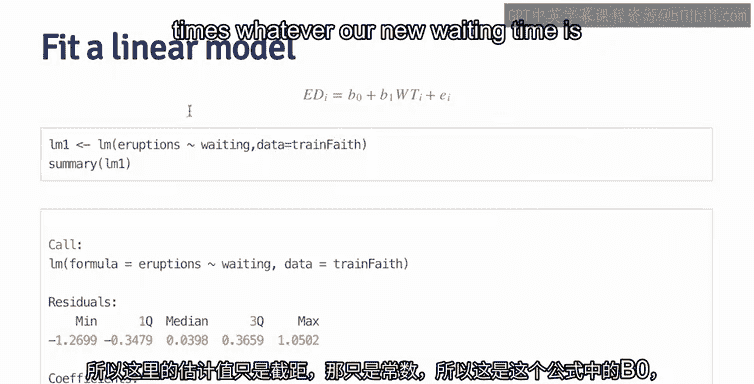 times whatever our new waiting time is
Fit a linear model
EDᵢ = b₀ + b₁WTᵢ + eᵢ
lm1 <- lm(eruptions ~ waiting,data=trainFaith)
summary(lm1)
Call:
lm(formula = eruptions ~ waiting, data = trainFaith)
Residuals:
Min 1Q Median 3Q Max
-1.2699 -0.3479 0.0398 0.3659 1.0502
所以这里的估计值只是截距，那只是常数，所以这是这个公式中的B0，